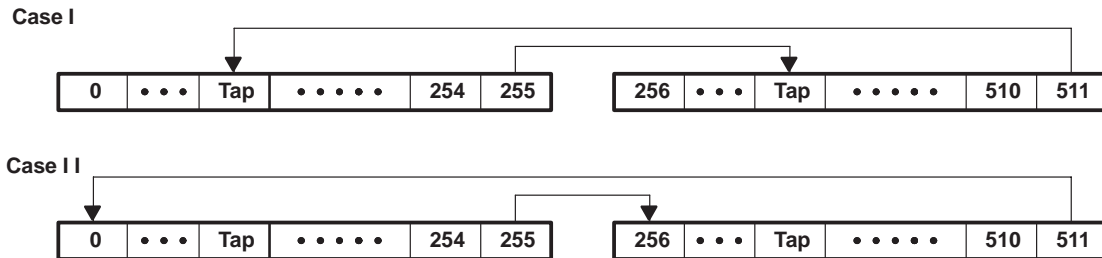 Case I
0 • • • Tap • • • • • 254 255 256 • • • Tap • • • • • 510 511
Case I I
0 • • • Tap • • • • • 254 255 256 • • • Tap • • • • • 510 511